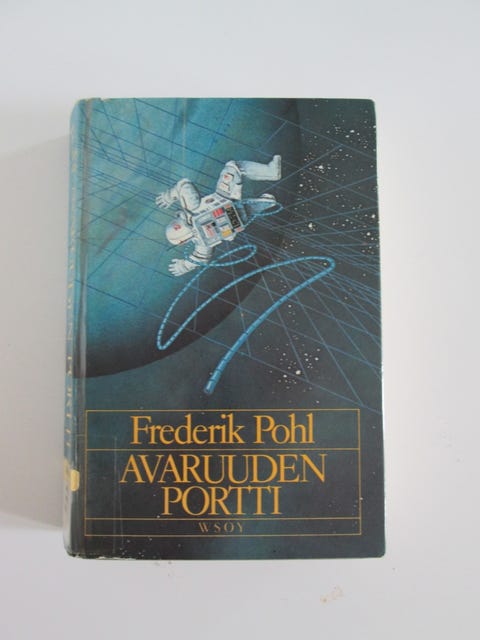 Frederik Pohl
AVARUUDEN
PORTTI
WSOY